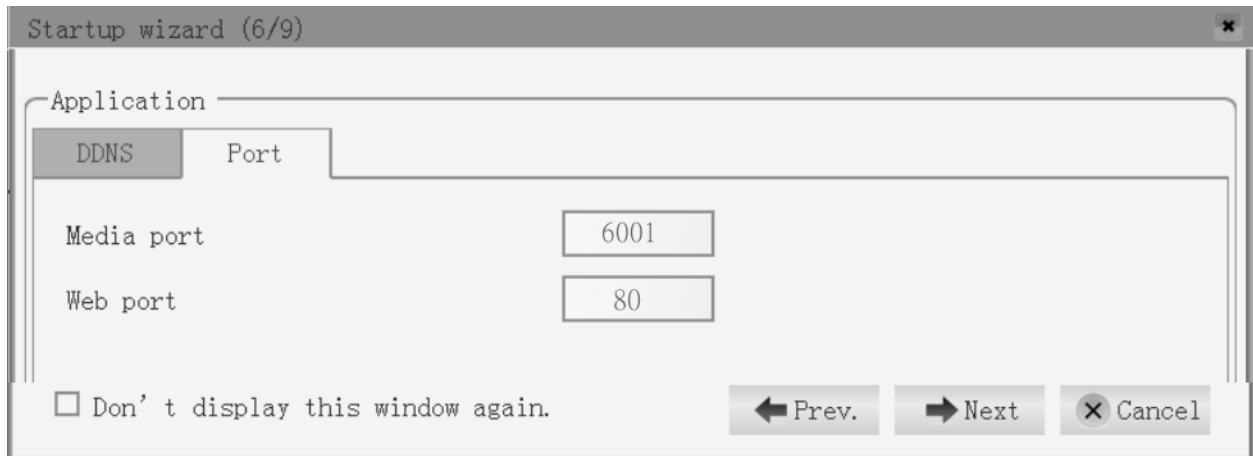 Startup wizard (6/9)
Application
DDNS Port
Media port 6001
Web port 80
Don't display this window again. Prev. Next Cancel